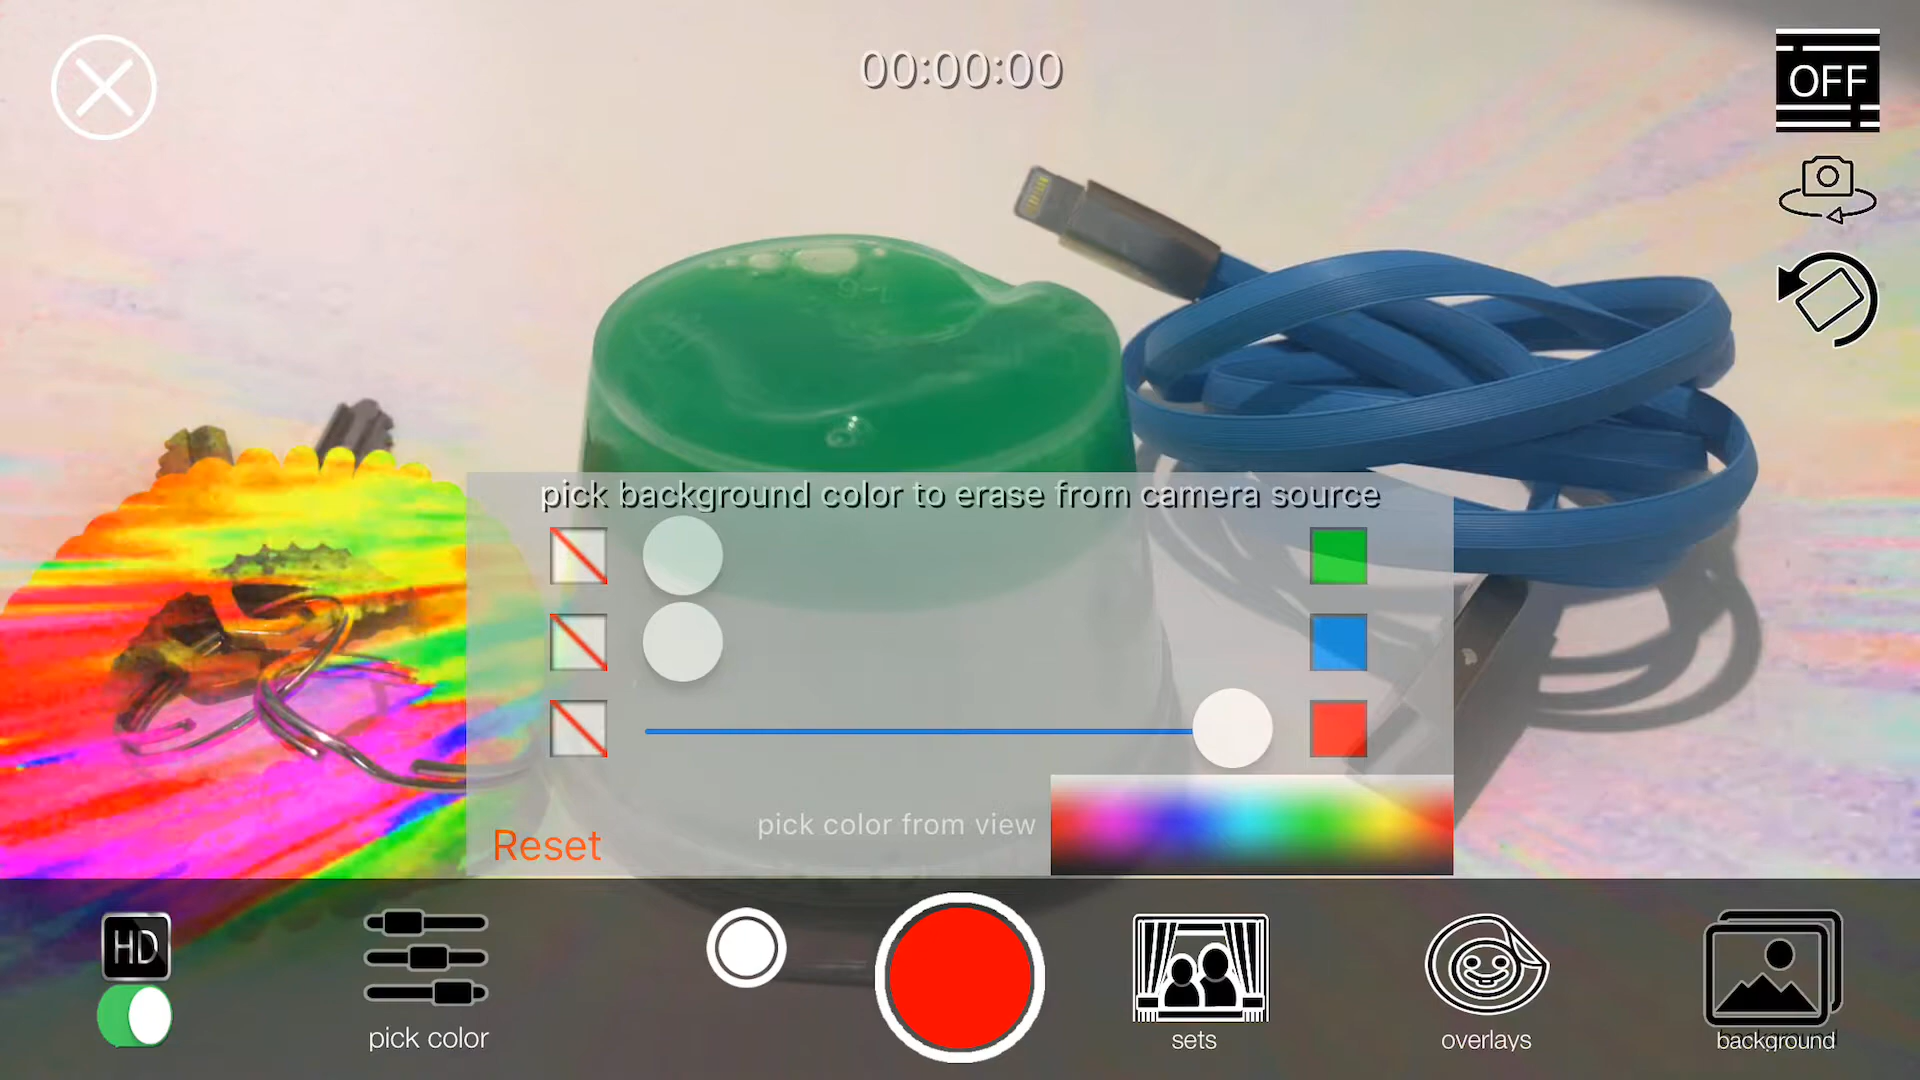 00:00:00
OFF
pick background color to erase from camera source
pick color from view
Reset
HD
pick color
sets
overlays
background